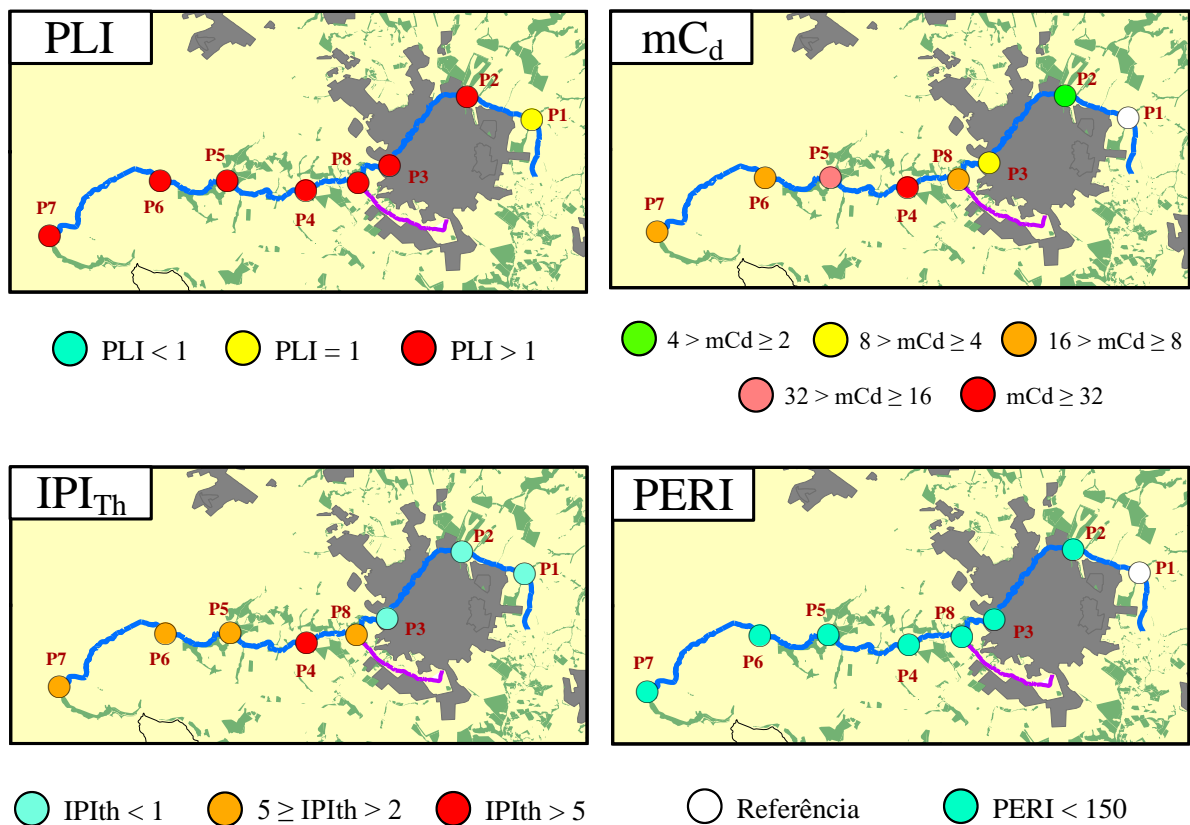 PLI
P2
P1
P5
P8
P3
P4
P6
P7
PLI < 1
PLI = 1
PLI > 1
mCd
P2
P1
P5
P8
P3
P4
P6
P7
4 > mCd ≥ 2
8 > mCd ≥ 4
16 > mCd ≥ 8
32 > mCd ≥ 16
mCd ≥ 32
IPITh
P2
P1
P5
P8
P3
P4
P6
P7
IPIth < 1
5 ≥ IPIth > 2
IPIth > 5
PERI
P2
P1
P5
P8
P3
P4
P6
P7
Referência
PERI < 150